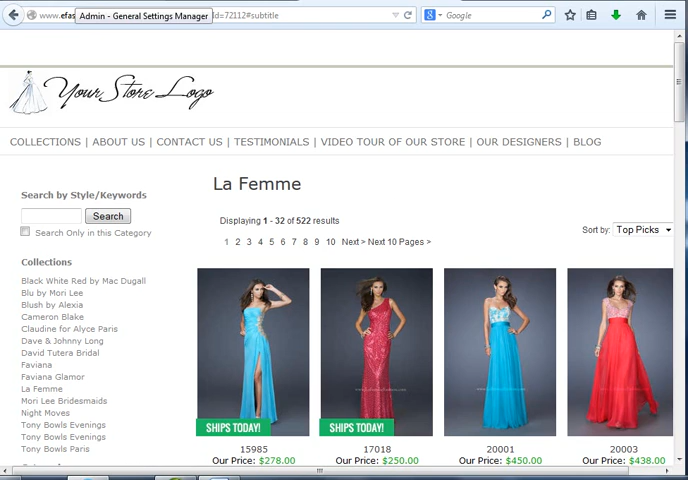 www.efas
Admin - General Settings Manager
Id=72112#subtitle
Google
Your Store Logo
COLLECTIONS | ABOUT US | CONTACT US | TESTIMONIALS | VIDEO TOUR OF OUR STORE | OUR DESIGNERS | BLOG
La Femme
Search by Style/Keywords
Displaying 1 - 32 of 522 results
Search
Sort by: Top Picks
Search Only in this Category
1 2 3 4 5 6 7 8 9 10 Next > Next 10 Pages >
Collections
Black White Red by Mac Dugall
Blu by Mori Lee
Blush by Alexia
Cameron Blake
Claudine for Alyce Paris
Dave & Johnny Long
David Tutera Bridal
Faviana
Faviana Glamor
La Femme
Mori Lee Bridesmaids
Night Moves
Tony Bowls Evenings
Tony Bowls Evenings
Tony Bowls Paris
SHIPS TODAY!
SHIPS TODAY!
15985
17018
20001
20003
Our Price: $278.00
Our Price: $250.00
Our Price: $450.00
Our Price: $438.00